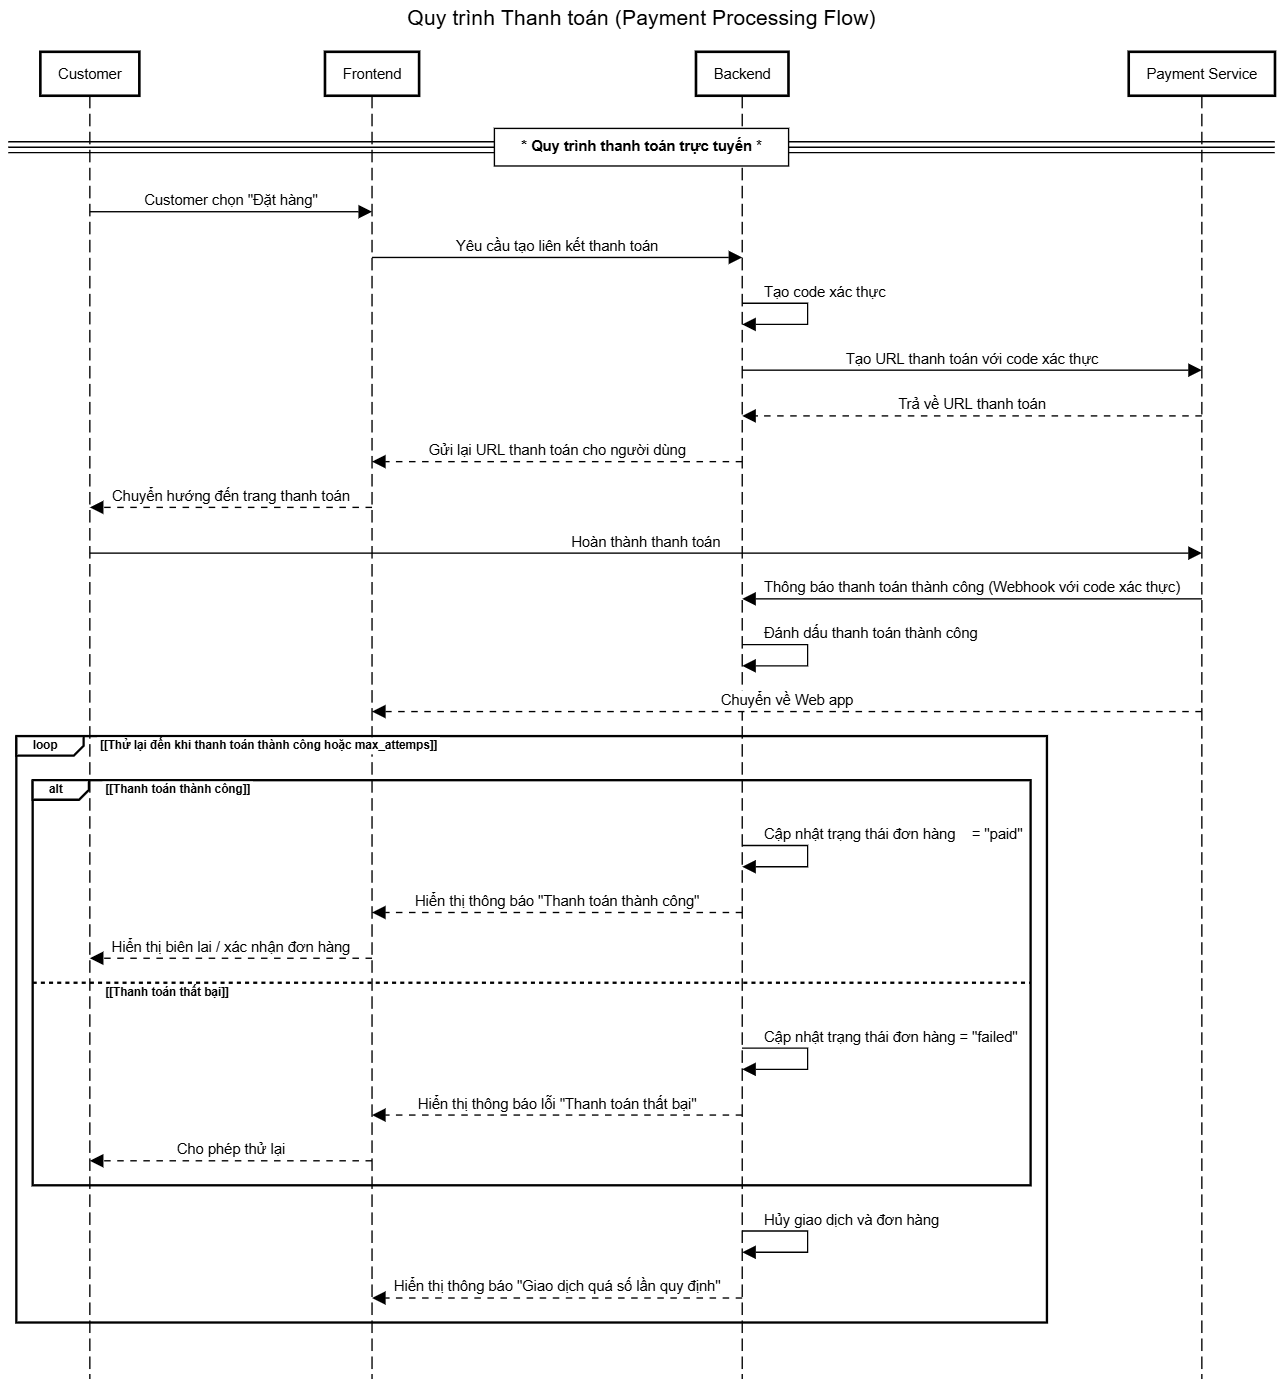 Quy trình Thanh toán (Payment Processing Flow)
Customer
Frontend
Backend
Payment Service
* Quy trình thanh toán trực tuyến *
Customer chọn "Đặt hàng"
Yêu cầu tạo liên kết thanh toán
Tạo code xác thực
Tạo URL thanh toán với code xác thực
Trả về URL thanh toán
Gửi lại URL thanh toán cho người dùng
Chuyển hướng đến trang thanh toán
Hoàn thành thanh toán
Thông báo thanh toán thành công (Webhook với code xác thực)
Đánh dấu thanh toán thành công
Chuyển về Web app
loop
[[Thử lại đến khi thanh toán thành công hoặc max_attemps]]
alt
[[Thanh toán thành công]]
Cập nhật trạng thái đơn hàng = "paid"
Hiển thị thông báo "Thanh toán thành công"
Hiển thị biên lai / xác nhận đơn hàng
[[Thanh toán thất bại]]
Cập nhật trạng thái đơn hàng = "failed"
Hiển thị thông báo lỗi "Thanh toán thất bại"
Cho phép thử lại
Hủy giao dịch và đơn hàng
Hiển thị thông báo "Giao dịch quá số lần quy định"